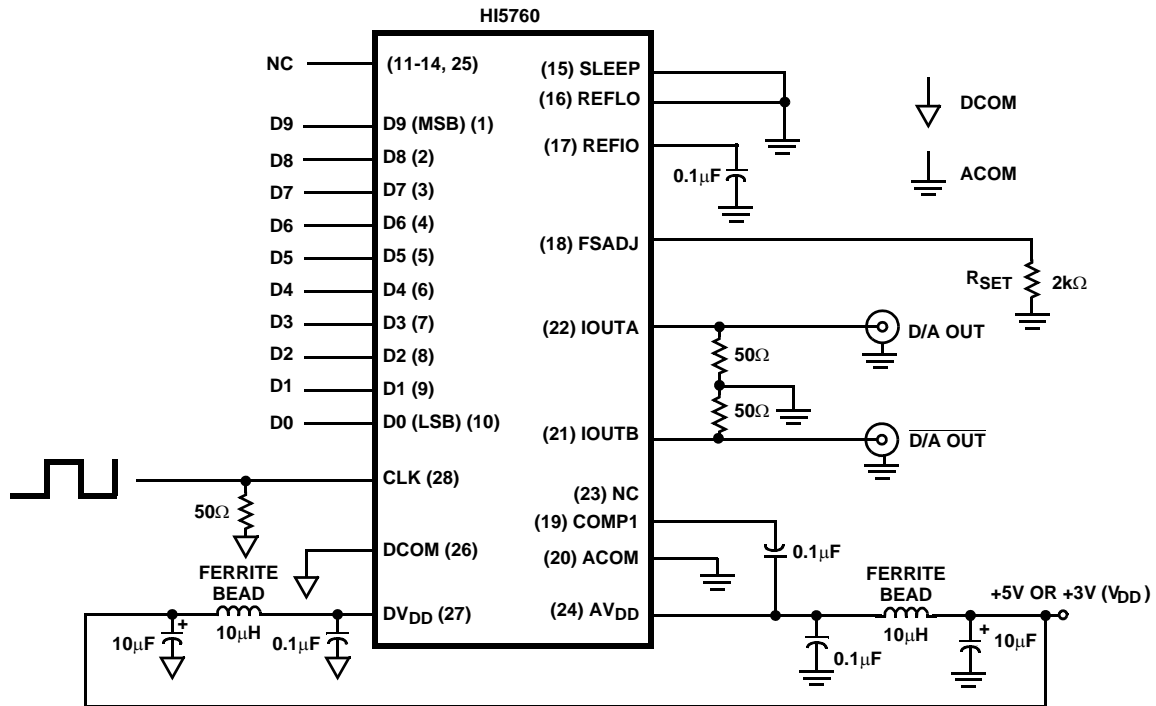 HI5760
NC
(11-14, 25)
D9
D9 (MSB) (1)
D8
D8 (2)
D7
D7 (3)
D6
D6 (4)
D5
D5 (5)
D4
D4 (6)
D3
D3 (7)
D2
D2 (8)
D1
D1 (9)
D0
D0 (LSB) (10)
CLK (28)
50Ω
DCOM (26)
FERRITE
BEAD
10μH
DVDD (27)
10μF
+
0.1μF
(15) SLEEP
(16) REFLO
(17) REFIO
0.1μF
DCOM
ACOM
(18) FSADJ
RSET
2kΩ
(22) IOUTA
D/A OUT
50Ω
50Ω
(21) IOUTB
D/A OUT
(23) NC
(19) COMP1
0.1μF
(20) ACOM
FERRITE
BEAD
10μH
+5V OR +3V (VDD)
(24) AVDD
0.1μF
+
10μF